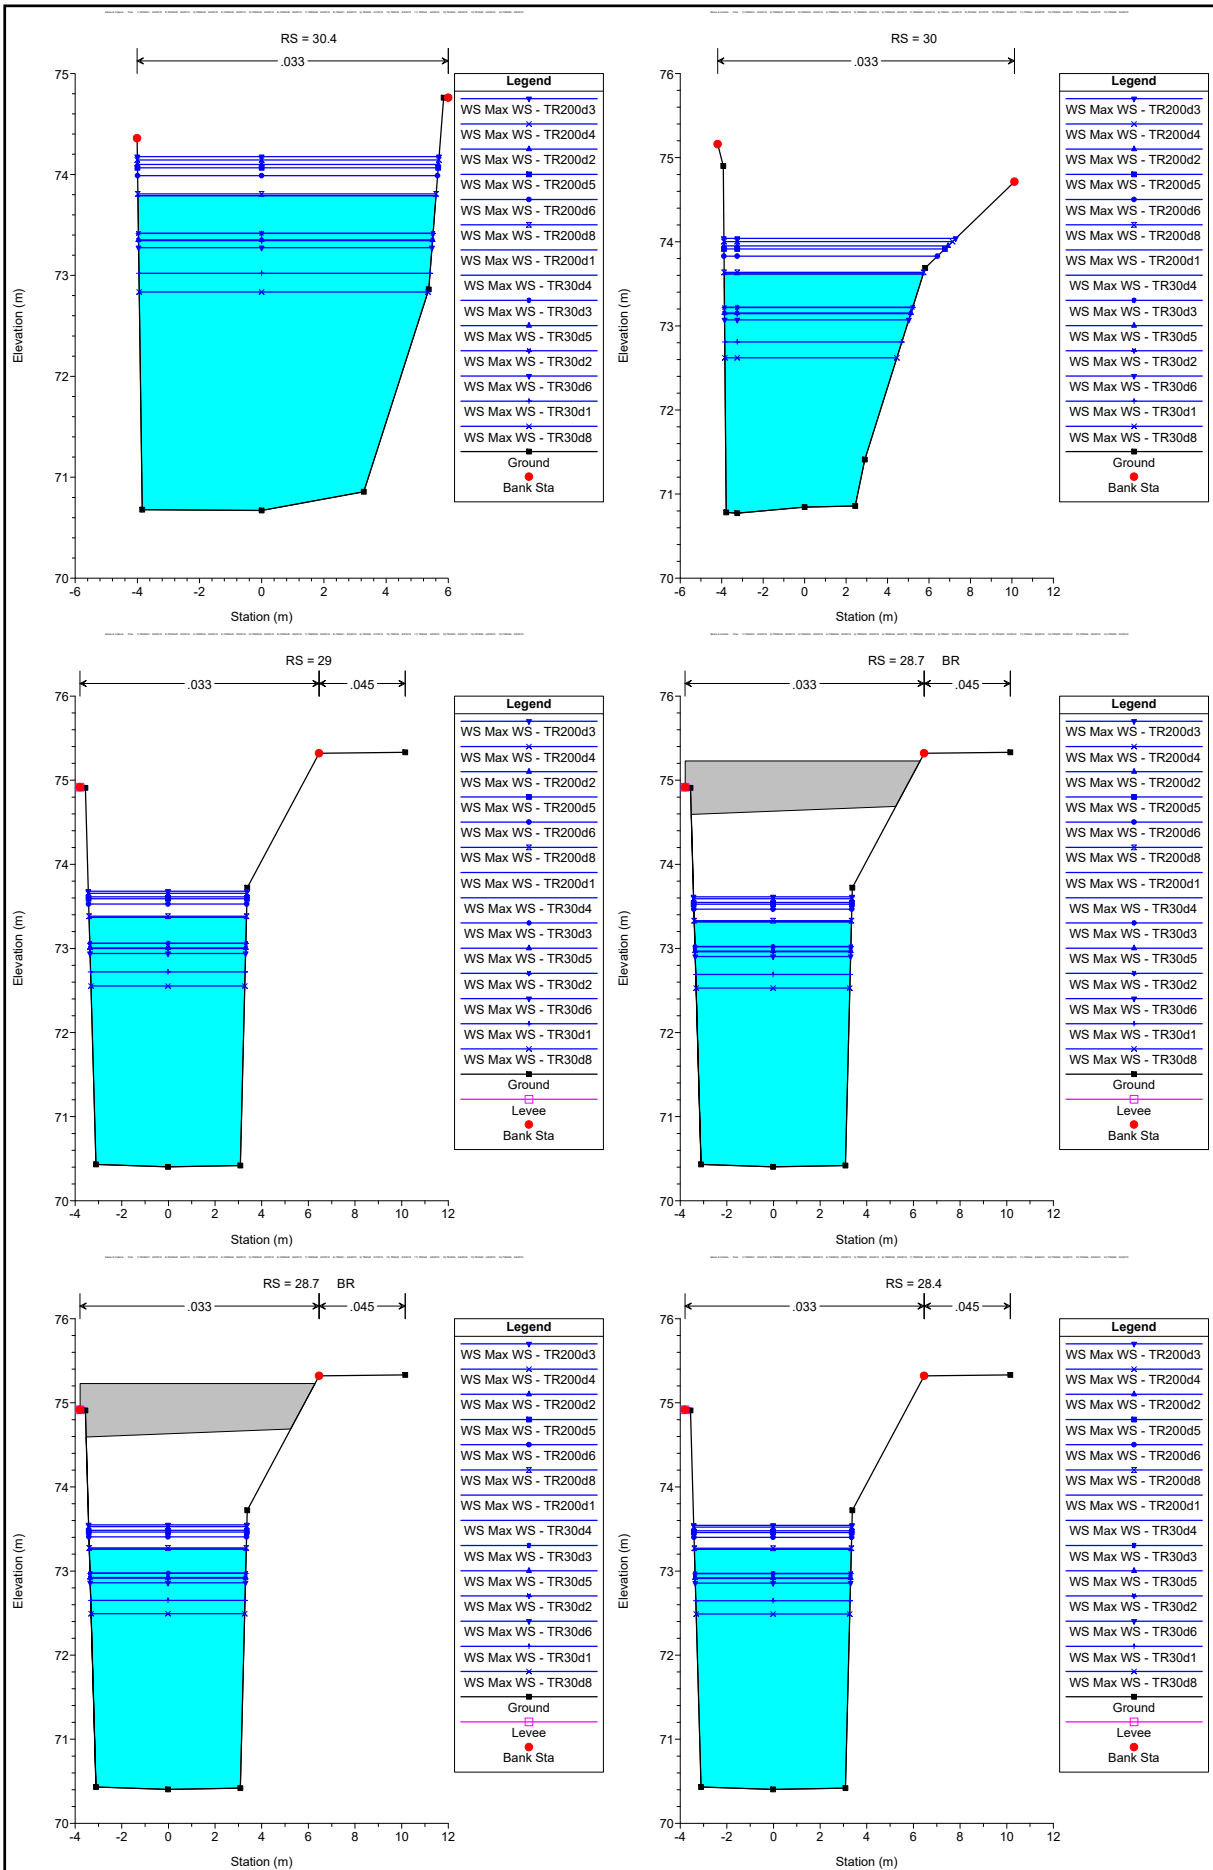 RS = 30.4
.033
75
74
73
72
71
70
Elevation (m)
-6 -4 -2 0 2 4 6
Station (m)
Legend
WS Max WS - TR200d3
WS Max WS - TR200d4
WS Max WS - TR200d2
WS Max WS - TR200d5
WS Max WS - TR200d6
WS Max WS - TR200d8
WS Max WS - TR200d1
WS Max WS - TR30d4
WS Max WS - TR30d3
WS Max WS - TR30d5
WS Max WS - TR30d2
WS Max WS - TR30d6
WS Max WS - TR30d1
WS Max WS - TR30d8
Ground
Bank Sta
RS = 30
.033
76
75
74
73
72
71
70
Elevation (m)
-6 -4 -2 0 2 4 6 8 10 12
Station (m)
Legend
WS Max WS - TR200d3
WS Max WS - TR200d4
WS Max WS - TR200d2
WS Max WS - TR200d5
WS Max WS - TR200d6
WS Max WS - TR200d8
WS Max WS - TR200d1
WS Max WS - TR30d4
WS Max WS - TR30d3
WS Max WS - TR30d5
WS Max WS - TR30d2
WS Max WS - TR30d6
WS Max WS - TR30d1
WS Max WS - TR30d8
Ground
Bank Sta
RS = 29
.033 .045
76
75
74
73
72
71
70
Elevation (m)
-4 -2 0 2 4 6 8 10 12
Station (m)
Legend
WS Max WS - TR200d3
WS Max WS - TR200d4
WS Max WS - TR200d2
WS Max WS - TR200d5
WS Max WS - TR200d6
WS Max WS - TR200d8
WS Max WS - TR200d1
WS Max WS - TR30d4
WS Max WS - TR30d3
WS Max WS - TR30d5
WS Max WS - TR30d2
WS Max WS - TR30d6
WS Max WS - TR30d1
WS Max WS - TR30d8
Ground
Levee
Bank Sta
RS = 28.7 BR
.033 .045
76
75
74
73
72
71
70
Elevation (m)
-4 -2 0 2 4 6 8 10 12
Station (m)
Legend
WS Max WS - TR200d3
WS Max WS - TR200d4
WS Max WS - TR200d2
WS Max WS - TR200d5
WS Max WS - TR200d6
WS Max WS - TR200d8
WS Max WS - TR200d1
WS Max WS - TR30d4
WS Max WS - TR30d3
WS Max WS - TR30d5
WS Max WS - TR30d2
WS Max WS - TR30d6
WS Max WS - TR30d1
WS Max WS - TR30d8
Ground
Levee
Bank Sta
RS = 28.7 BR
.033 .045
76
75
74
73
72
71
70
Elevation (m)
-4 -2 0 2 4 6 8 10 12
Station (m)
Legend
WS Max WS - TR200d3
WS Max WS - TR200d4
WS Max WS - TR200d2
WS Max WS - TR200d5
WS Max WS - TR200d6
WS Max WS - TR200d8
WS Max WS - TR200d1
WS Max WS - TR30d4
WS Max WS - TR30d3
WS Max WS - TR30d5
WS Max WS - TR30d2
WS Max WS - TR30d6
WS Max WS - TR30d1
WS Max WS - TR30d8
Ground
Levee
Bank Sta
RS = 28.4
.033 .045
76
75
74
73
72
71
70
Elevation (m)
-4 -2 0 2 4 6 8 10 12
Station (m)
Legend
WS Max WS - TR200d3
WS Max WS - TR200d4
WS Max WS - TR200d2
WS Max WS - TR200d5
WS Max WS - TR200d6
WS Max WS - TR200d8
WS Max WS - TR200d1
WS Max WS - TR30d4
WS Max WS - TR30d3
WS Max WS - TR30d5
WS Max WS - TR30d2
WS Max WS - TR30d6
WS Max WS - TR30d1
WS Max WS - TR30d8
Ground
Levee
Bank Sta